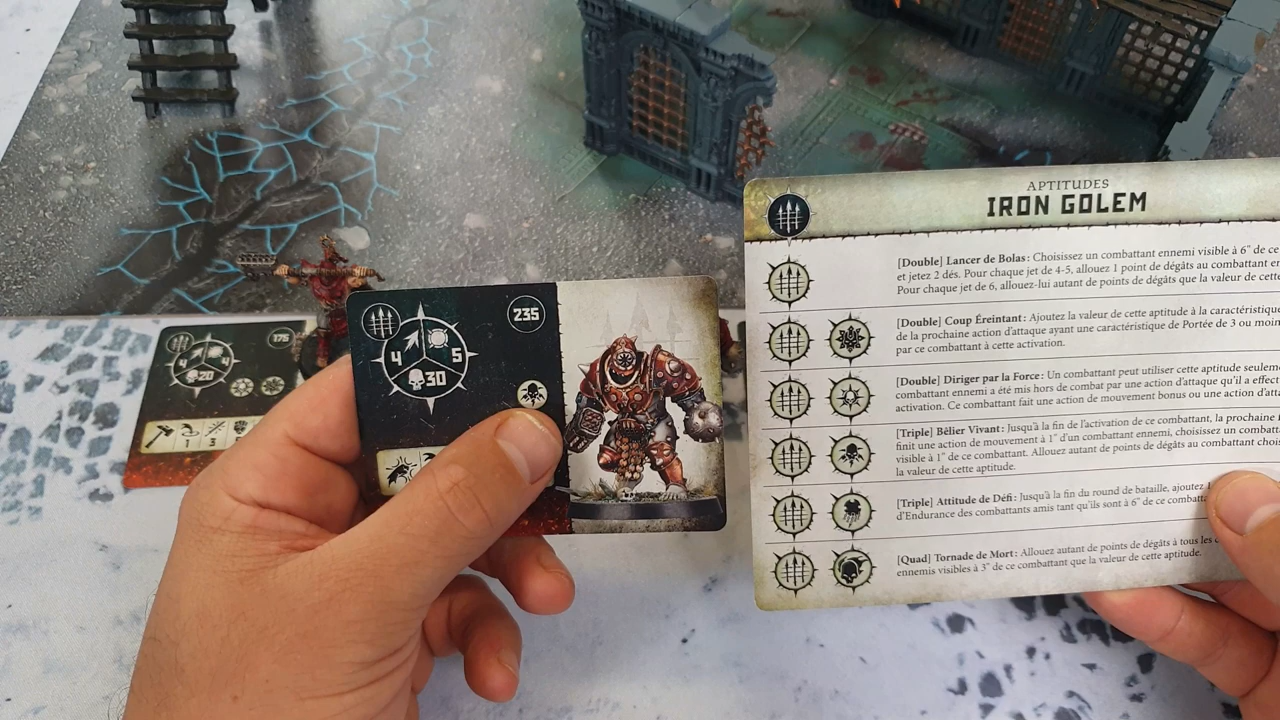 APTITUDES
IRON GOLEM
[Double] Lancer de Bolas : Choisissez un combattant ennemi visible à 6" de ce
et jetez 2 dés. Pour chaque jet de 4-5, allouez 1 point de dégâts au combattant en
Pour chaque jet de 6, allouez-lui autant de points de dégâts que la valeur de cette
[Double] Coup Éreintant : Ajoutez la valeur de cette aptitude à la caractéristique
de la prochaine action d'attaque ayant une caractéristique de Portée de 3 ou moin
par ce combattant à cette activation.
[Double] Diriger par la Force : Un combattant peut utiliser cette aptitude seulem
combattant ennemi a été mis hors de combat par une action d'attaque qu'il a effect
activation. Ce combattant fait une action de mouvement bonus ou une action d'att
[Triple] Bélier Vivant : Jusqu'à la fin de l'activation de ce combattant, la prochaine
finit une action de mouvement à 1" d'un combattant ennemi, choisissez un combatta
visible à 1" de ce combattant. Allouez autant de points de dégâts au combattant choi
la valeur de cette aptitude.
[Triple] Attitude de Défi : Jusqu'à la fin du round de bataille, ajoutez 1
d'Endurance des combattants amis tant qu'ils sont à 6" de ce combatta
[Quad] Tornade de Mort : Allouez autant de points de dégâts à tous les c
ennemis visibles à 3" de ce combattant que la valeur de cette aptitude.
235
4 5
30
175
4 4
20
1 3